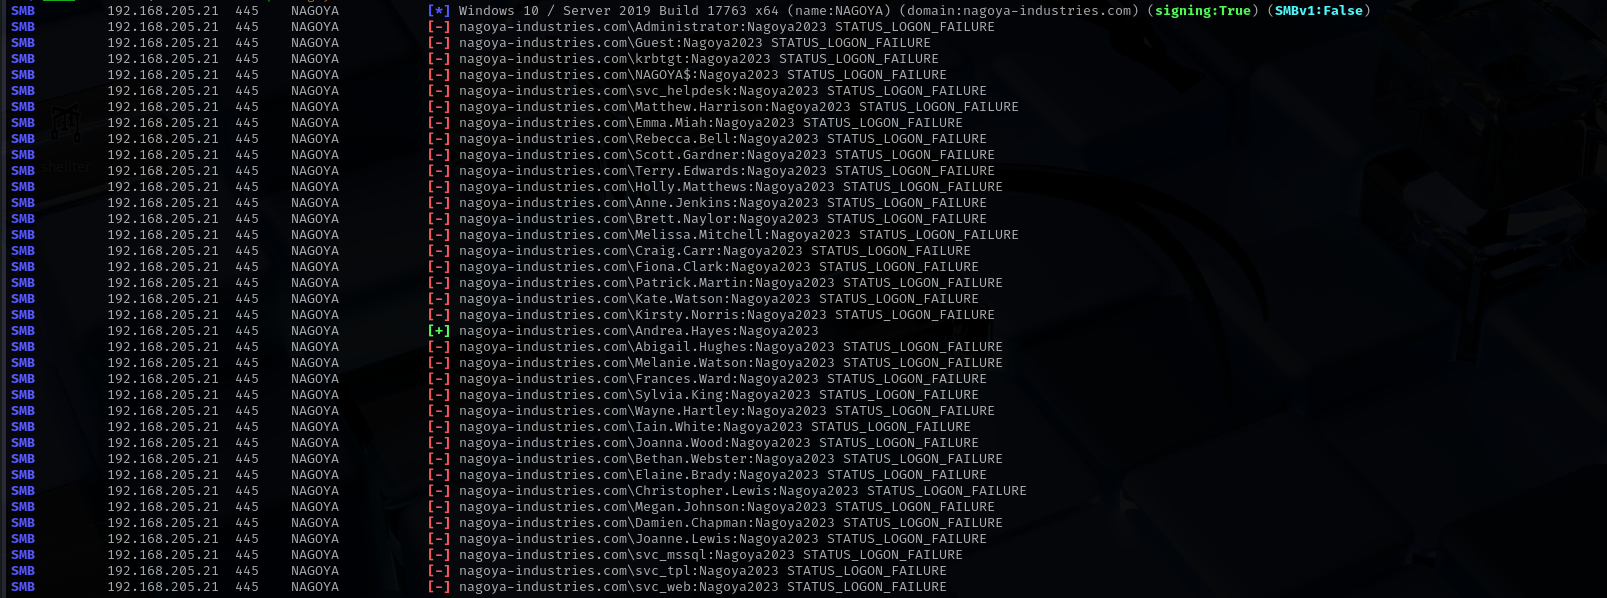 SMB 192.168.205.21 445 NAGOYA [*] Windows 10 / Server 2019 Build 17763 x64 (name:NAGOYA) (domain:nagoya-industries.com) (signing:True) (SMBv1:False)
SMB 192.168.205.21 445 NAGOYA [-] nagoya-industries.com\Administrator:Nagoya2023 STATUS_LOGON_FAILURE
SMB 192.168.205.21 445 NAGOYA [-] nagoya-industries.com\Guest:Nagoya2023 STATUS_LOGON_FAILURE
SMB 192.168.205.21 445 NAGOYA [-] nagoya-industries.com\krbtgt:Nagoya2023 STATUS_LOGON_FAILURE
SMB 192.168.205.21 445 NAGOYA [-] nagoya-industries.com\NAGOYA$:Nagoya2023 STATUS_LOGON_FAILURE
SMB 192.168.205.21 445 NAGOYA [-] nagoya-industries.com\svc_helpdesk:Nagoya2023 STATUS_LOGON_FAILURE
SMB 192.168.205.21 445 NAGOYA [-] nagoya-industries.com\Matthew.Harrison:Nagoya2023 STATUS_LOGON_FAILURE
SMB 192.168.205.21 445 NAGOYA [-] nagoya-industries.com\Emma.Miah:Nagoya2023 STATUS_LOGON_FAILURE
SMB 192.168.205.21 445 NAGOYA [-] nagoya-industries.com\Rebecca.Bell:Nagoya2023 STATUS_LOGON_FAILURE
SMB 192.168.205.21 445 NAGOYA [-] nagoya-industries.com\Scott.Gardner:Nagoya2023 STATUS_LOGON_FAILURE
shellter
SMB 192.168.205.21 445 NAGOYA [-] nagoya-industries.com\Terry.Edwards:Nagoya2023 STATUS_LOGON_FAILURE
SMB 192.168.205.21 445 NAGOYA [-] nagoya-industries.com\Holly.Matthews:Nagoya2023 STATUS_LOGON_FAILURE
SMB 192.168.205.21 445 NAGOYA [-] nagoya-industries.com\Anne.Jenkins:Nagoya2023 STATUS_LOGON_FAILURE
SMB 192.168.205.21 445 NAGOYA [-] nagoya-industries.com\Brett.Naylor:Nagoya2023 STATUS_LOGON_FAILURE
SMB 192.168.205.21 445 NAGOYA [-] nagoya-industries.com\Melissa.Mitchell:Nagoya2023 STATUS_LOGON_FAILURE
SMB 192.168.205.21 445 NAGOYA [-] nagoya-industries.com\Craig.Carr:Nagoya2023 STATUS_LOGON_FAILURE
SMB 192.168.205.21 445 NAGOYA [-] nagoya-industries.com\Fiona.Clark:Nagoya2023 STATUS_LOGON_FAILURE
SMB 192.168.205.21 445 NAGOYA [-] nagoya-industries.com\Patrick.Martin:Nagoya2023 STATUS_LOGON_FAILURE
SMB 192.168.205.21 445 NAGOYA [-] nagoya-industries.com\Kate.Watson:Nagoya2023 STATUS_LOGON_FAILURE
SMB 192.168.205.21 445 NAGOYA [-] nagoya-industries.com\Kirsty.Norris:Nagoya2023 STATUS_LOGON_FAILURE
SMB 192.168.205.21 445 NAGOYA [+] nagoya-industries.com\Andrea.Hayes:Nagoya2023
SMB 192.168.205.21 445 NAGOYA [-] nagoya-industries.com\Abigail.Hughes:Nagoya2023 STATUS_LOGON_FAILURE
SMB 192.168.205.21 445 NAGOYA [-] nagoya-industries.com\Melanie.Watson:Nagoya2023 STATUS_LOGON_FAILURE
SMB 192.168.205.21 445 NAGOYA [-] nagoya-industries.com\Frances.Ward:Nagoya2023 STATUS_LOGON_FAILURE
SMB 192.168.205.21 445 NAGOYA [-] nagoya-industries.com\Sylvia.King:Nagoya2023 STATUS_LOGON_FAILURE
SMB 192.168.205.21 445 NAGOYA [-] nagoya-industries.com\Wayne.Hartley:Nagoya2023 STATUS_LOGON_FAILURE
SMB 192.168.205.21 445 NAGOYA [-] nagoya-industries.com\Iain.White:Nagoya2023 STATUS_LOGON_FAILURE
SMB 192.168.205.21 445 NAGOYA [-] nagoya-industries.com\Joanna.Wood:Nagoya2023 STATUS_LOGON_FAILURE
SMB 192.168.205.21 445 NAGOYA [-] nagoya-industries.com\Bethan.Webster:Nagoya2023 STATUS_LOGON_FAILURE
SMB 192.168.205.21 445 NAGOYA [-] nagoya-industries.com\Elaine.Brady:Nagoya2023 STATUS_LOGON_FAILURE
SMB 192.168.205.21 445 NAGOYA [-] nagoya-industries.com\Christopher.Lewis:Nagoya2023 STATUS_LOGON_FAILURE
SMB 192.168.205.21 445 NAGOYA [-] nagoya-industries.com\Megan.Johnson:Nagoya2023 STATUS_LOGON_FAILURE
SMB 192.168.205.21 445 NAGOYA [-] nagoya-industries.com\Damien.Chapman:Nagoya2023 STATUS_LOGON_FAILURE
SMB 192.168.205.21 445 NAGOYA [-] nagoya-industries.com\Joanne.Lewis:Nagoya2023 STATUS_LOGON_FAILURE
SMB 192.168.205.21 445 NAGOYA [-] nagoya-industries.com\svc_mssql:Nagoya2023 STATUS_LOGON_FAILURE
SMB 192.168.205.21 445 NAGOYA [-] nagoya-industries.com\svc_tpl:Nagoya2023 STATUS_LOGON_FAILURE
SMB 192.168.205.21 445 NAGOYA [-] nagoya-industries.com\svc_web:Nagoya2023 STATUS_LOGON_FAILURE